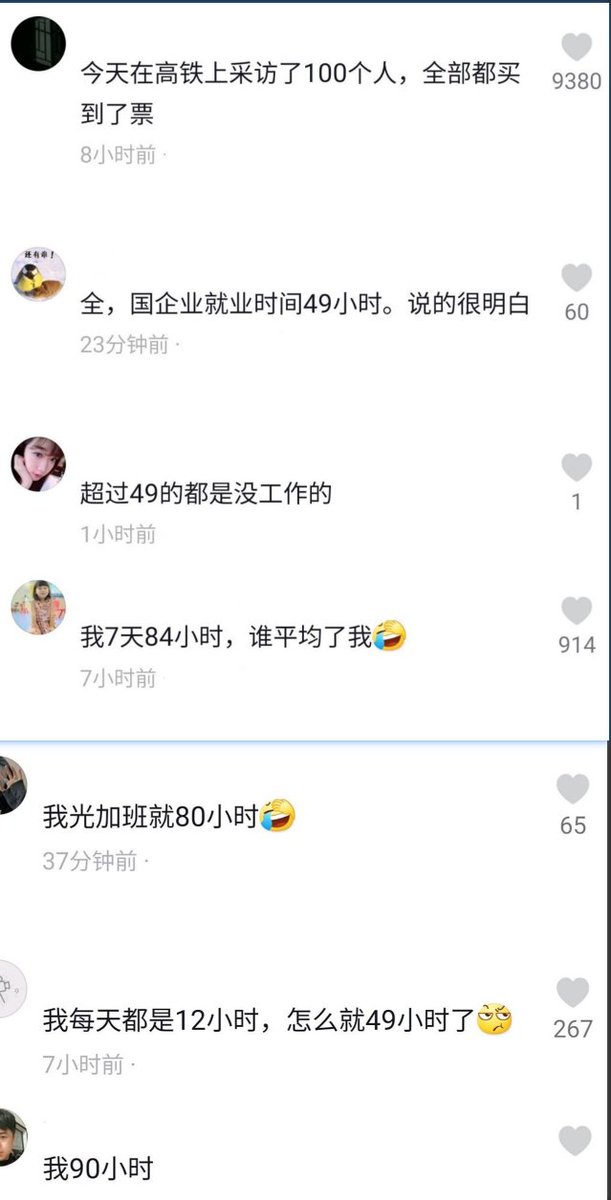 今天在高铁上采访了100个人，全部都买
到了票
9380
8小时前 ·
还有谁！
全，国企业就业时间49小时。说的很明白
60
23分钟前 ·
超过49的都是没工作的
1
1小时前
我7天84小时，谁平均了我🤣
914
7小时前
我光加班就80小时🤣
65
37分钟前 ·
我每天都是12小时，怎么就49小时了
267
7小时前 ·
我90小时